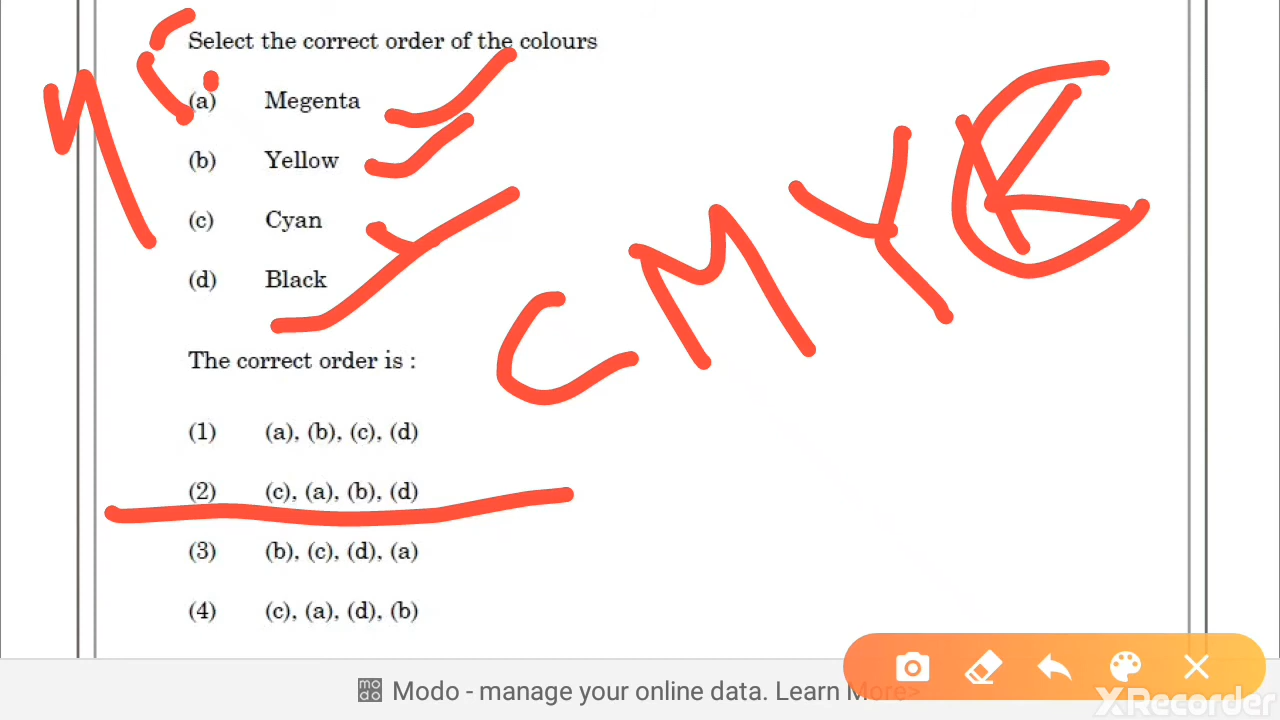 Select the correct order of the colours
(a) Megenta
(b) Yellow
(c) Cyan
(d) Black
CMYK
The correct order is :
(1) (a), (b), (c), (d)
(2) (c), (a), (b), (d)
(3) (b), (c), (d), (a)
(4) (c), (a), (d), (b)
Modo - manage your online data. Learn More>
XRecorder